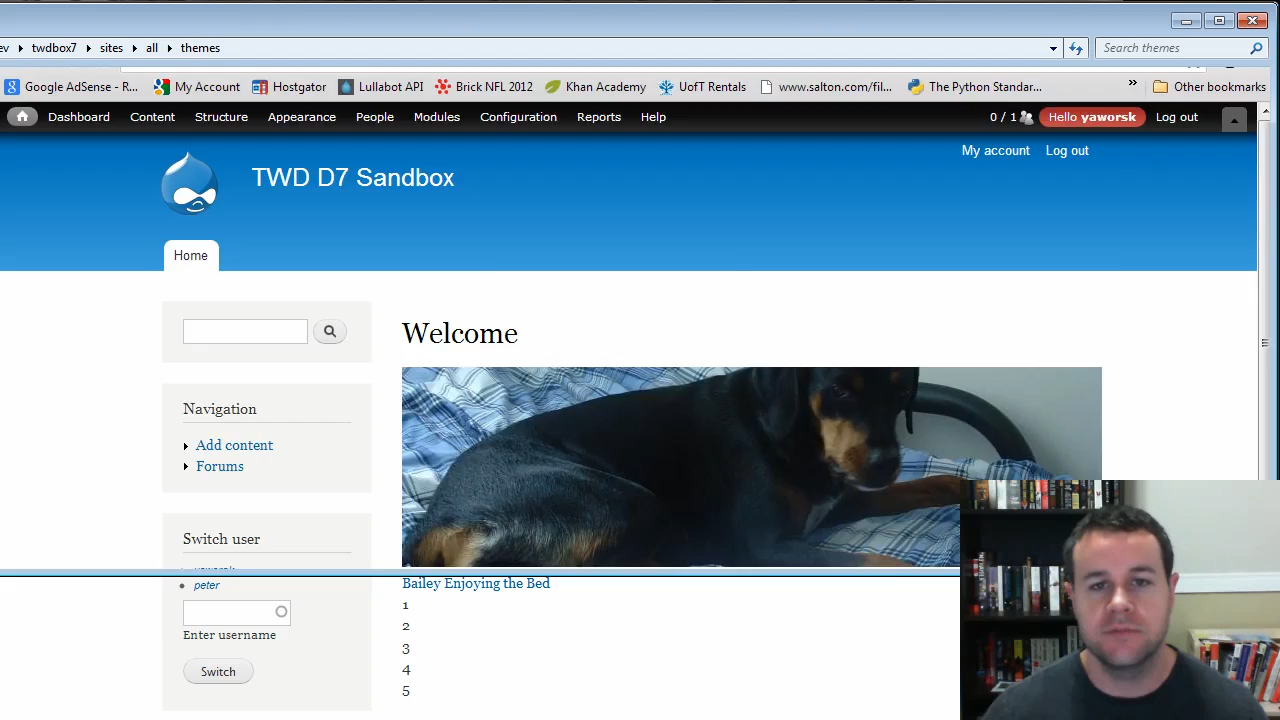 ev twdbox7 sites all themes
Search themes
Google AdSense - R... My Account Hostgator Lullabot API Brick NFL 2012 Khan Academy UofT Rentals www.salton.com/fil... The Python Standar... » Other bookmarks
Dashboard Content Structure Appearance People Modules Configuration Reports Help 0 / 1 Hello yaworsk Log out
My account Log out
TWD D7 Sandbox
Home
Welcome
Navigation
Add content
Forums
Switch user
peter
Enter username
Switch
Bailey Enjoying the Bed
1
2
3
4
5